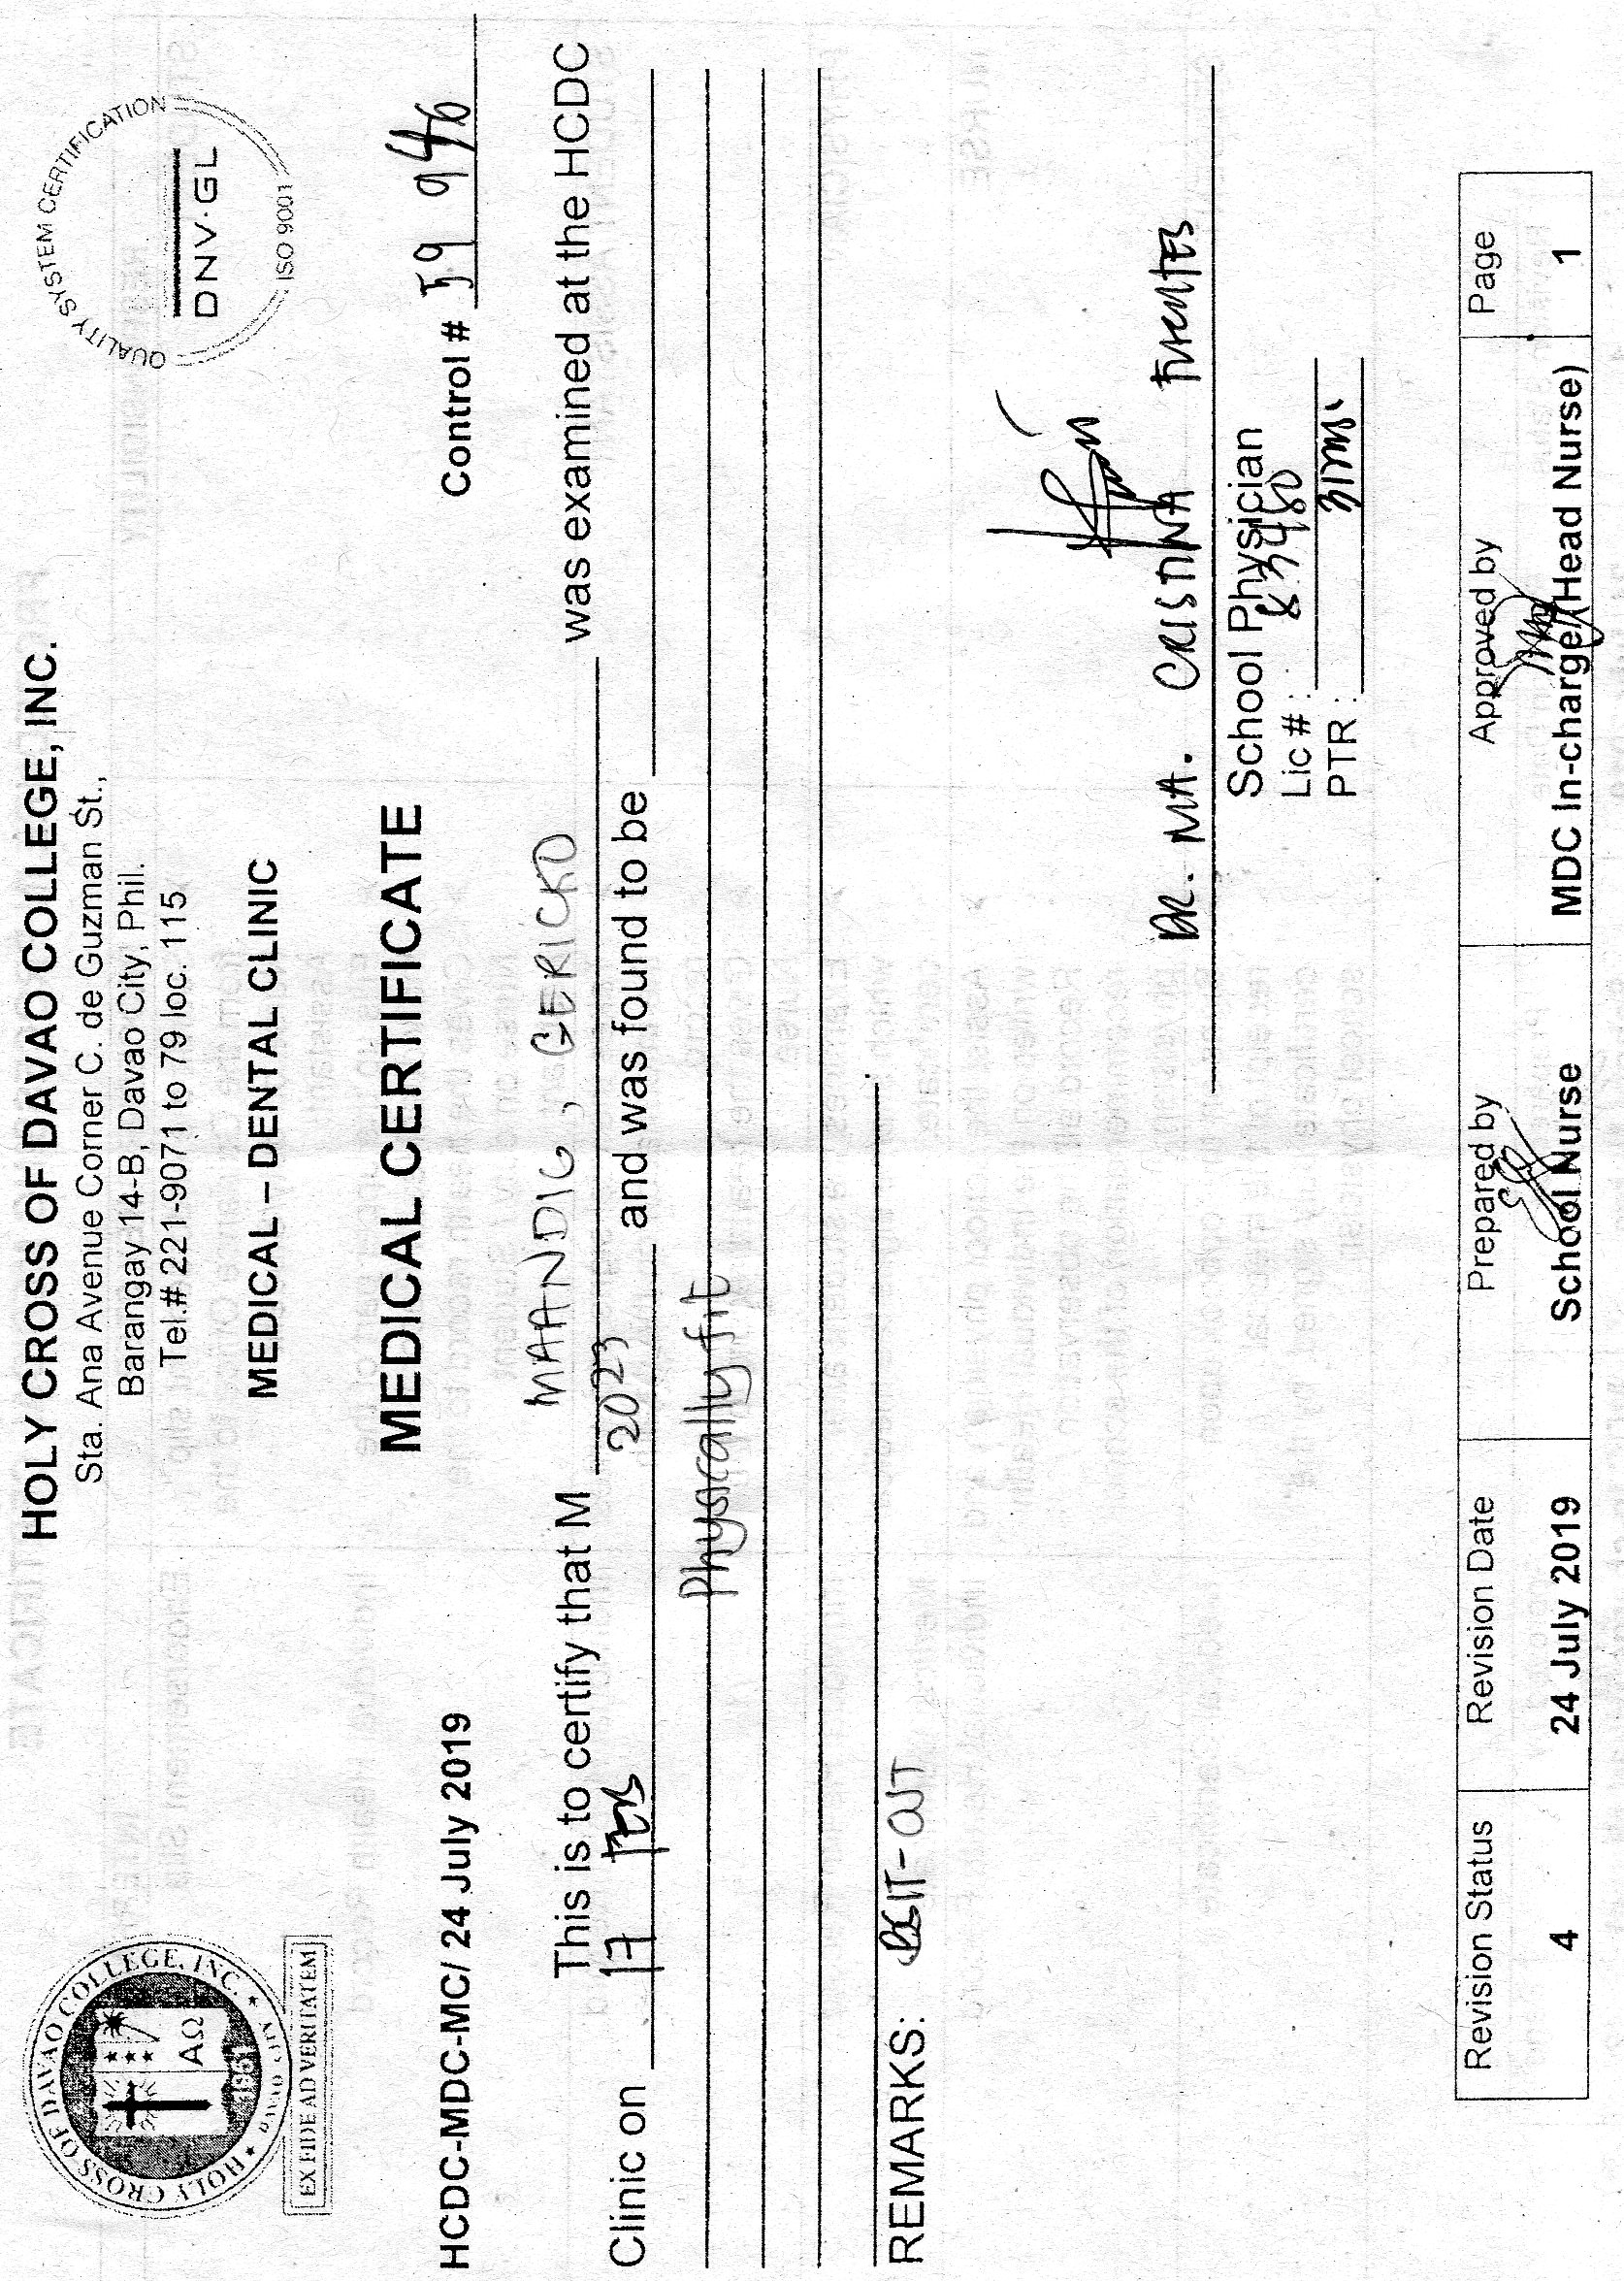 HOLY CROSS OF DAVAO COLLEGE, INC.
Sta. Ana Avenue Corner C. de Guzman St.,
Barangay 14-B, Davao City, Phil.
Tel.# 221-9071 to 79 loc. 115
MEDICAL – DENTAL CLINIC
HOLY CROSS OF DAVAO COLLEGE, INC.
ΑΩ
1951
DAVAO CITY
EX FIDE AD VERITATEM
QUALITY SYSTEM CERTIFICATION
DNV·GL
ISO 9001
MEDICAL CERTIFICATE
HCDC-MDC-MC/ 24 July 2019 Control # 59 946
This is to certify that M MAANDIG, GERICKO was examined at the HCDC
Clinic on 17 FEB 2023 and was found to be
Physically fit
REMARKS: BSIT-OJT
DR. MA. CRISTINA FUENTES
School Physician
Lic # : 83480
PTR :
Revision Status Revision Date Prepared by Approved by Page
4 24 July 2019 School Nurse MDC In-charge/(Head Nurse) 1